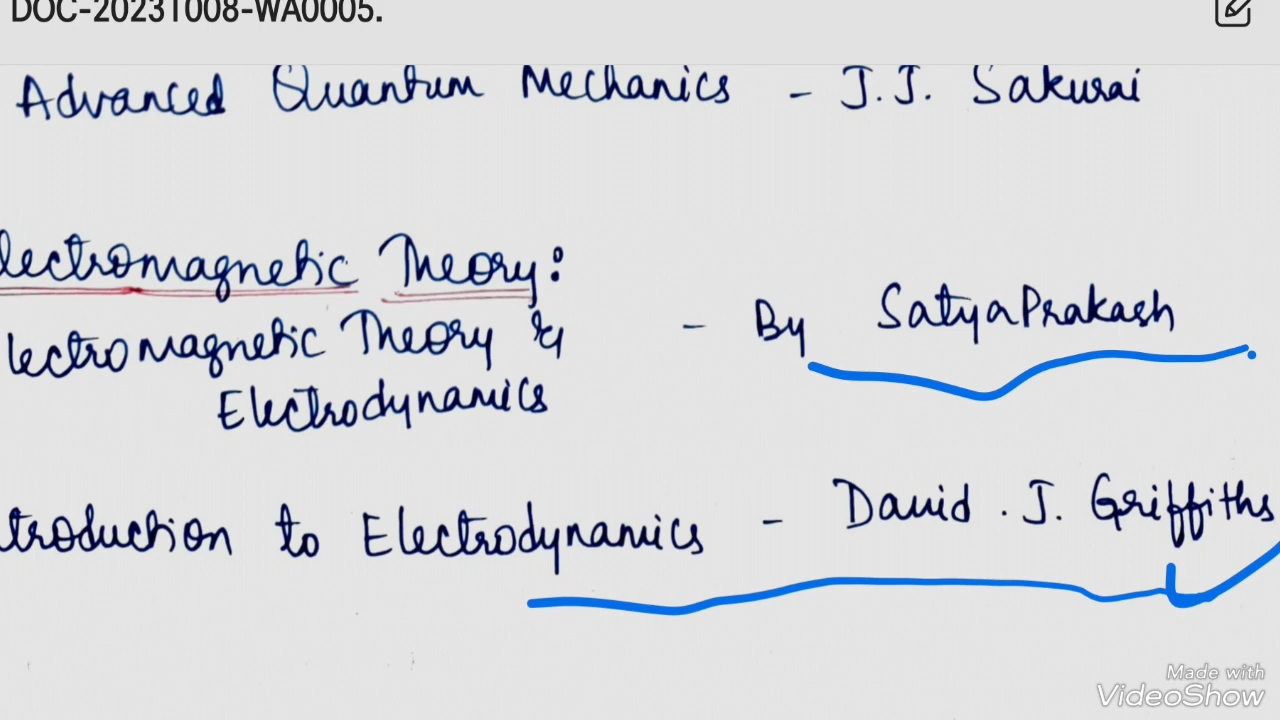 DOC-20231008-WA0005.
Advanced Quantum Mechanics - J.J. Sakurai
lectromagnetic Theory:
lectromagnetic Theory & - By SatyaPrakash
Electrodynamics
troduction to Electrodynamics - David . J. Griffiths
Made with
VideoShow